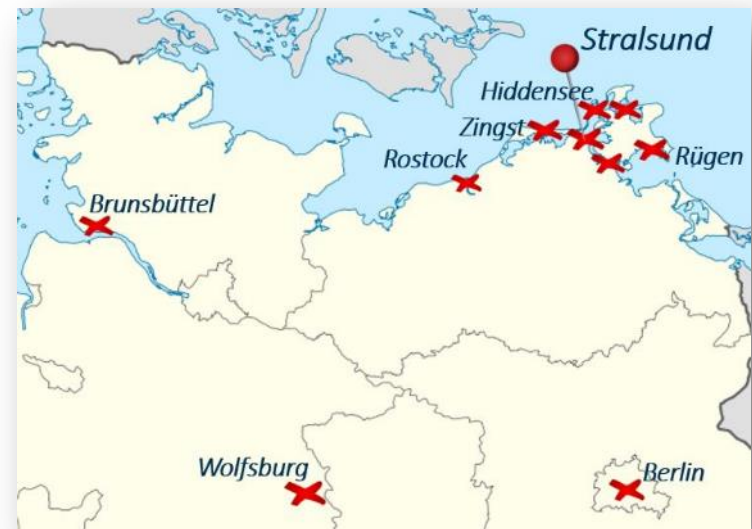 Stralsund
Hiddensee
Zingst
Rostock
Rügen
Brunsbüttel
Wolfsburg
Berlin